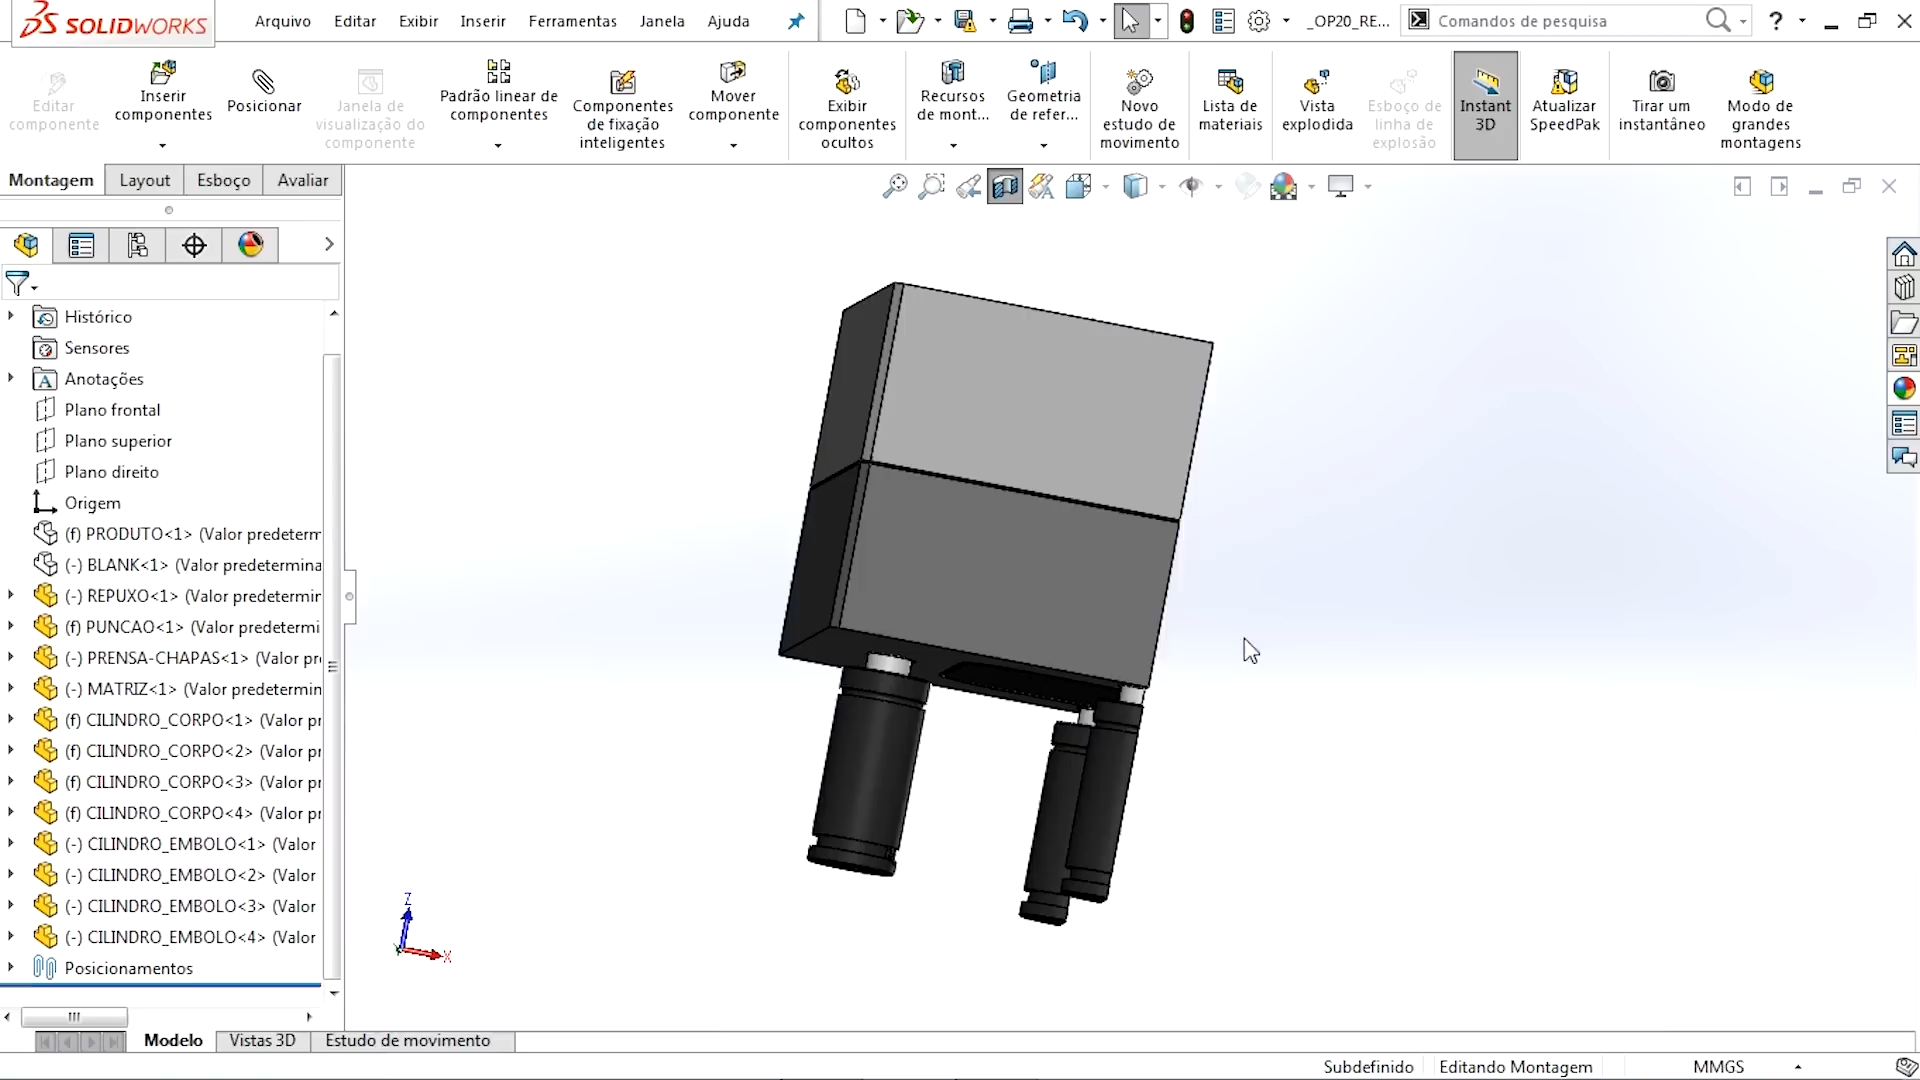 SOLIDWORKS
Arquivo Editar Exibir Inserir Ferramentas Janela Ajuda
_OP20_RE...
Comandos de pesquisa
?
Editar
componente
Inserir
componentes
Posicionar
Janela de
visualização do
componente
Padrão linear de
componentes
Componentes
de fixação
inteligentes
Mover
componente
Exibir
componentes
ocultos
Recursos
de mont...
Geometria
de refer...
Novo
estudo de
movimento
Lista de
materiais
Vista
explodida
Esboço de
linha de
explosão
Instant
3D
Atualizar
SpeedPak
Tirar um
instantâneo
Modo de
grandes
montagens
Montagem Layout Esboço Avaliar
Histórico
Sensores
Anotações
Plano frontal
Plano superior
Plano direito
Origem
(f) PRODUTO<1> (Valor predeterm
(-) BLANK<1> (Valor predetermina
(-) REPUXO<1> (Valor predetermin
(f) PUNCAO<1> (Valor predetermi
(-) PRENSA-CHAPAS<1> (Valor pr
(-) MATRIZ<1> (Valor predetermin
(f) CILINDRO_CORPO<1> (Valor pr
(f) CILINDRO_CORPO<2> (Valor pr
(f) CILINDRO_CORPO<3> (Valor pr
(f) CILINDRO_CORPO<4> (Valor pr
(-) CILINDRO_EMBOLO<1> (Valor
(-) CILINDRO_EMBOLO<2> (Valor
(-) CILINDRO_EMBOLO<3> (Valor
(-) CILINDRO_EMBOLO<4> (Valor
Posicionamentos
Z
X
Modelo Vistas 3D Estudo de movimento
Subdefinido Editando Montagem MMGS